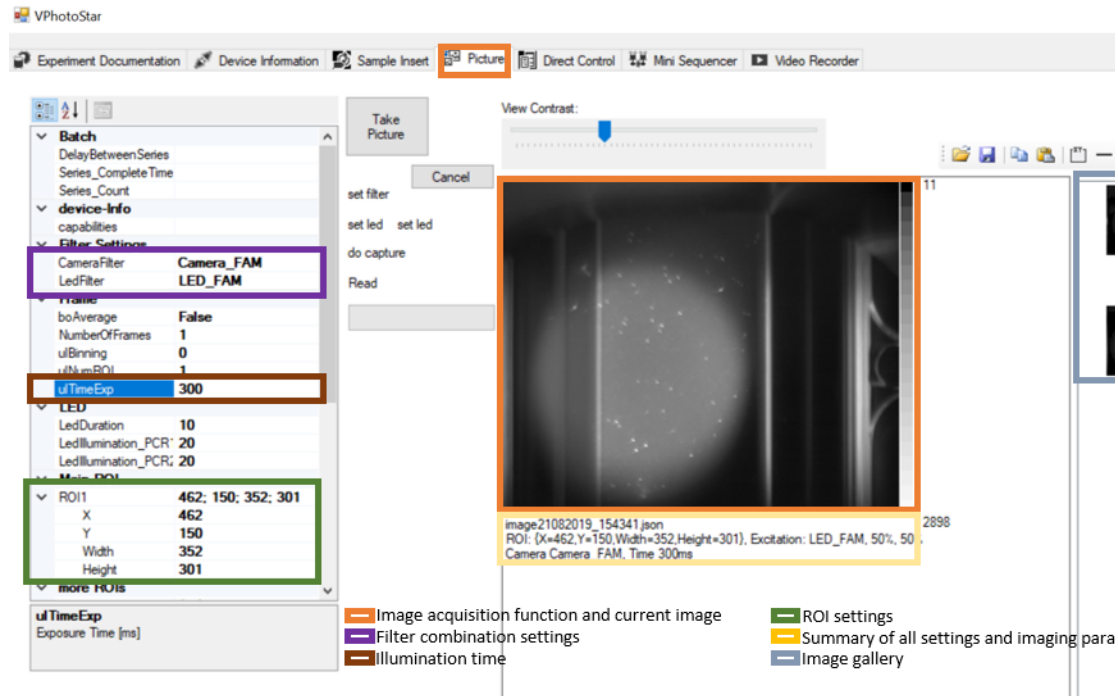 VPhotoStar
Experiment Documentation Device Information Sample Insert Picture Direct Control Mini Sequencer Video Recorder
Take
Picture
View Contrast:
Batch
DelayBetweenSeries
Series_CompleteTime
Series_Count
device-Info
capabilities
Filter Settings
CameraFilter Camera_FAM
LedFilter LED_FAM
Frame
boAverage False
NumberOfFrames 1
ulBinning 0
ulNumROI 1
ulTimeExp 300
LED
LedDuration 10
LedIllumination_PCR1 20
LedIllumination_PCR2 20
Main ROI
ROI1 462; 150; 352; 301
X 462
Y 150
Width 352
Height 301
more ROIs
ulTimeExp
Exposure Time [ms]
Cancel
set filter
set led set led
do capture
Read
11
2898
image21082019_154341.json
ROI: {X=462,Y=150,Width=352,Height=301}, Excitation: LED_FAM, 50%, 50%
Camera Camera_FAM, Time 300ms
Image acquisition function and current image
Filter combination settings
Illumination time
ROI settings
Summary of all settings and imaging para
Image gallery